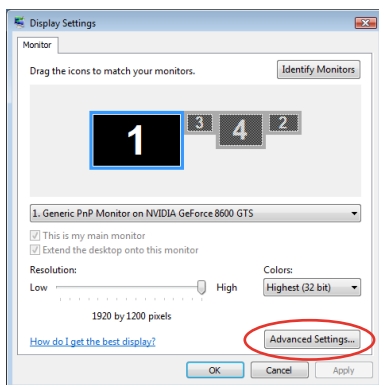 Display Settings
Monitor
Drag the icons to match your monitors.
Identify Monitors
1
3
4
2
1. Generic PnP Monitor on NVIDIA GeForce 8600 GTS
This is my main monitor
Extend the desktop onto this monitor
Resolution:
Colors:
Low
High
Highest (32 bit)
1920 by 1200 pixels
How do I get the best display?
Advanced Settings...
OK
Cancel
Apply